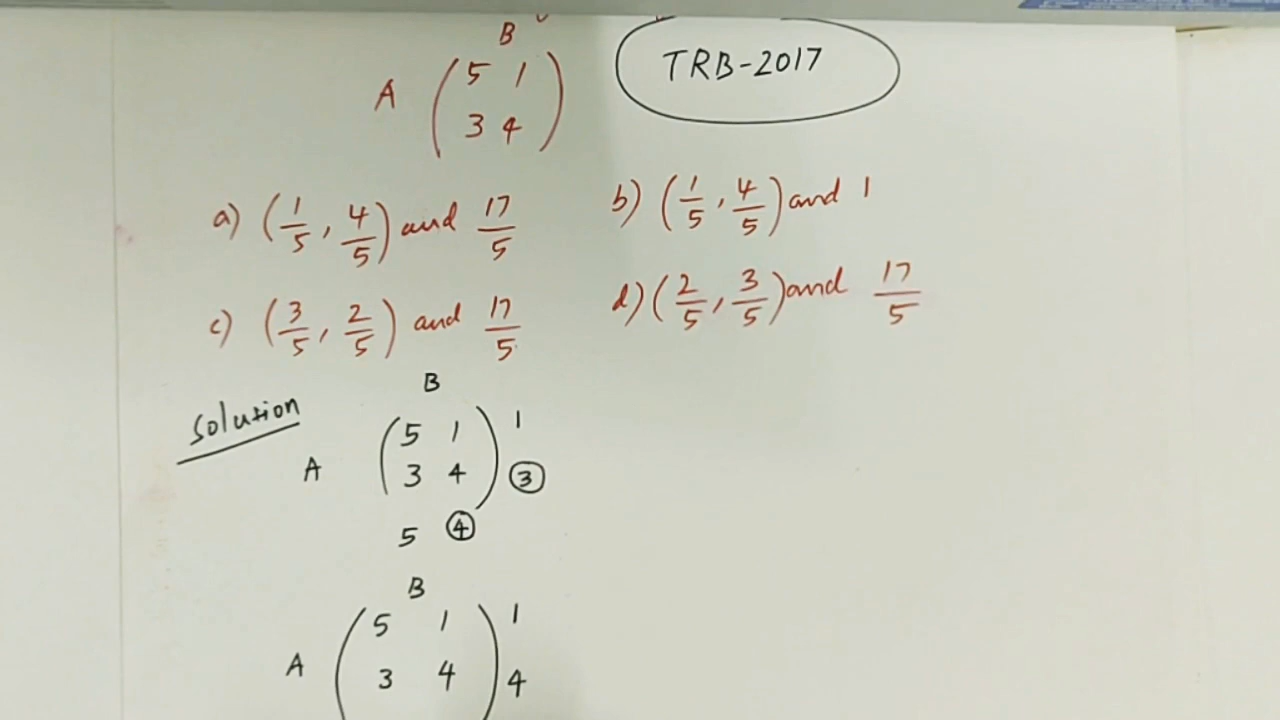 B
TRB-2017
A (5 1
3 4)
a) (1/5, 4/5) and 17/5
b) (1/5, 4/5) and 1
c) (3/5, 2/5) and 17/5
d) (2/5, 3/5) and 17/5
Solution
B
A (5 1) 1
3 4 ③
5 ④
B
A (5 1) 1
3 4 4